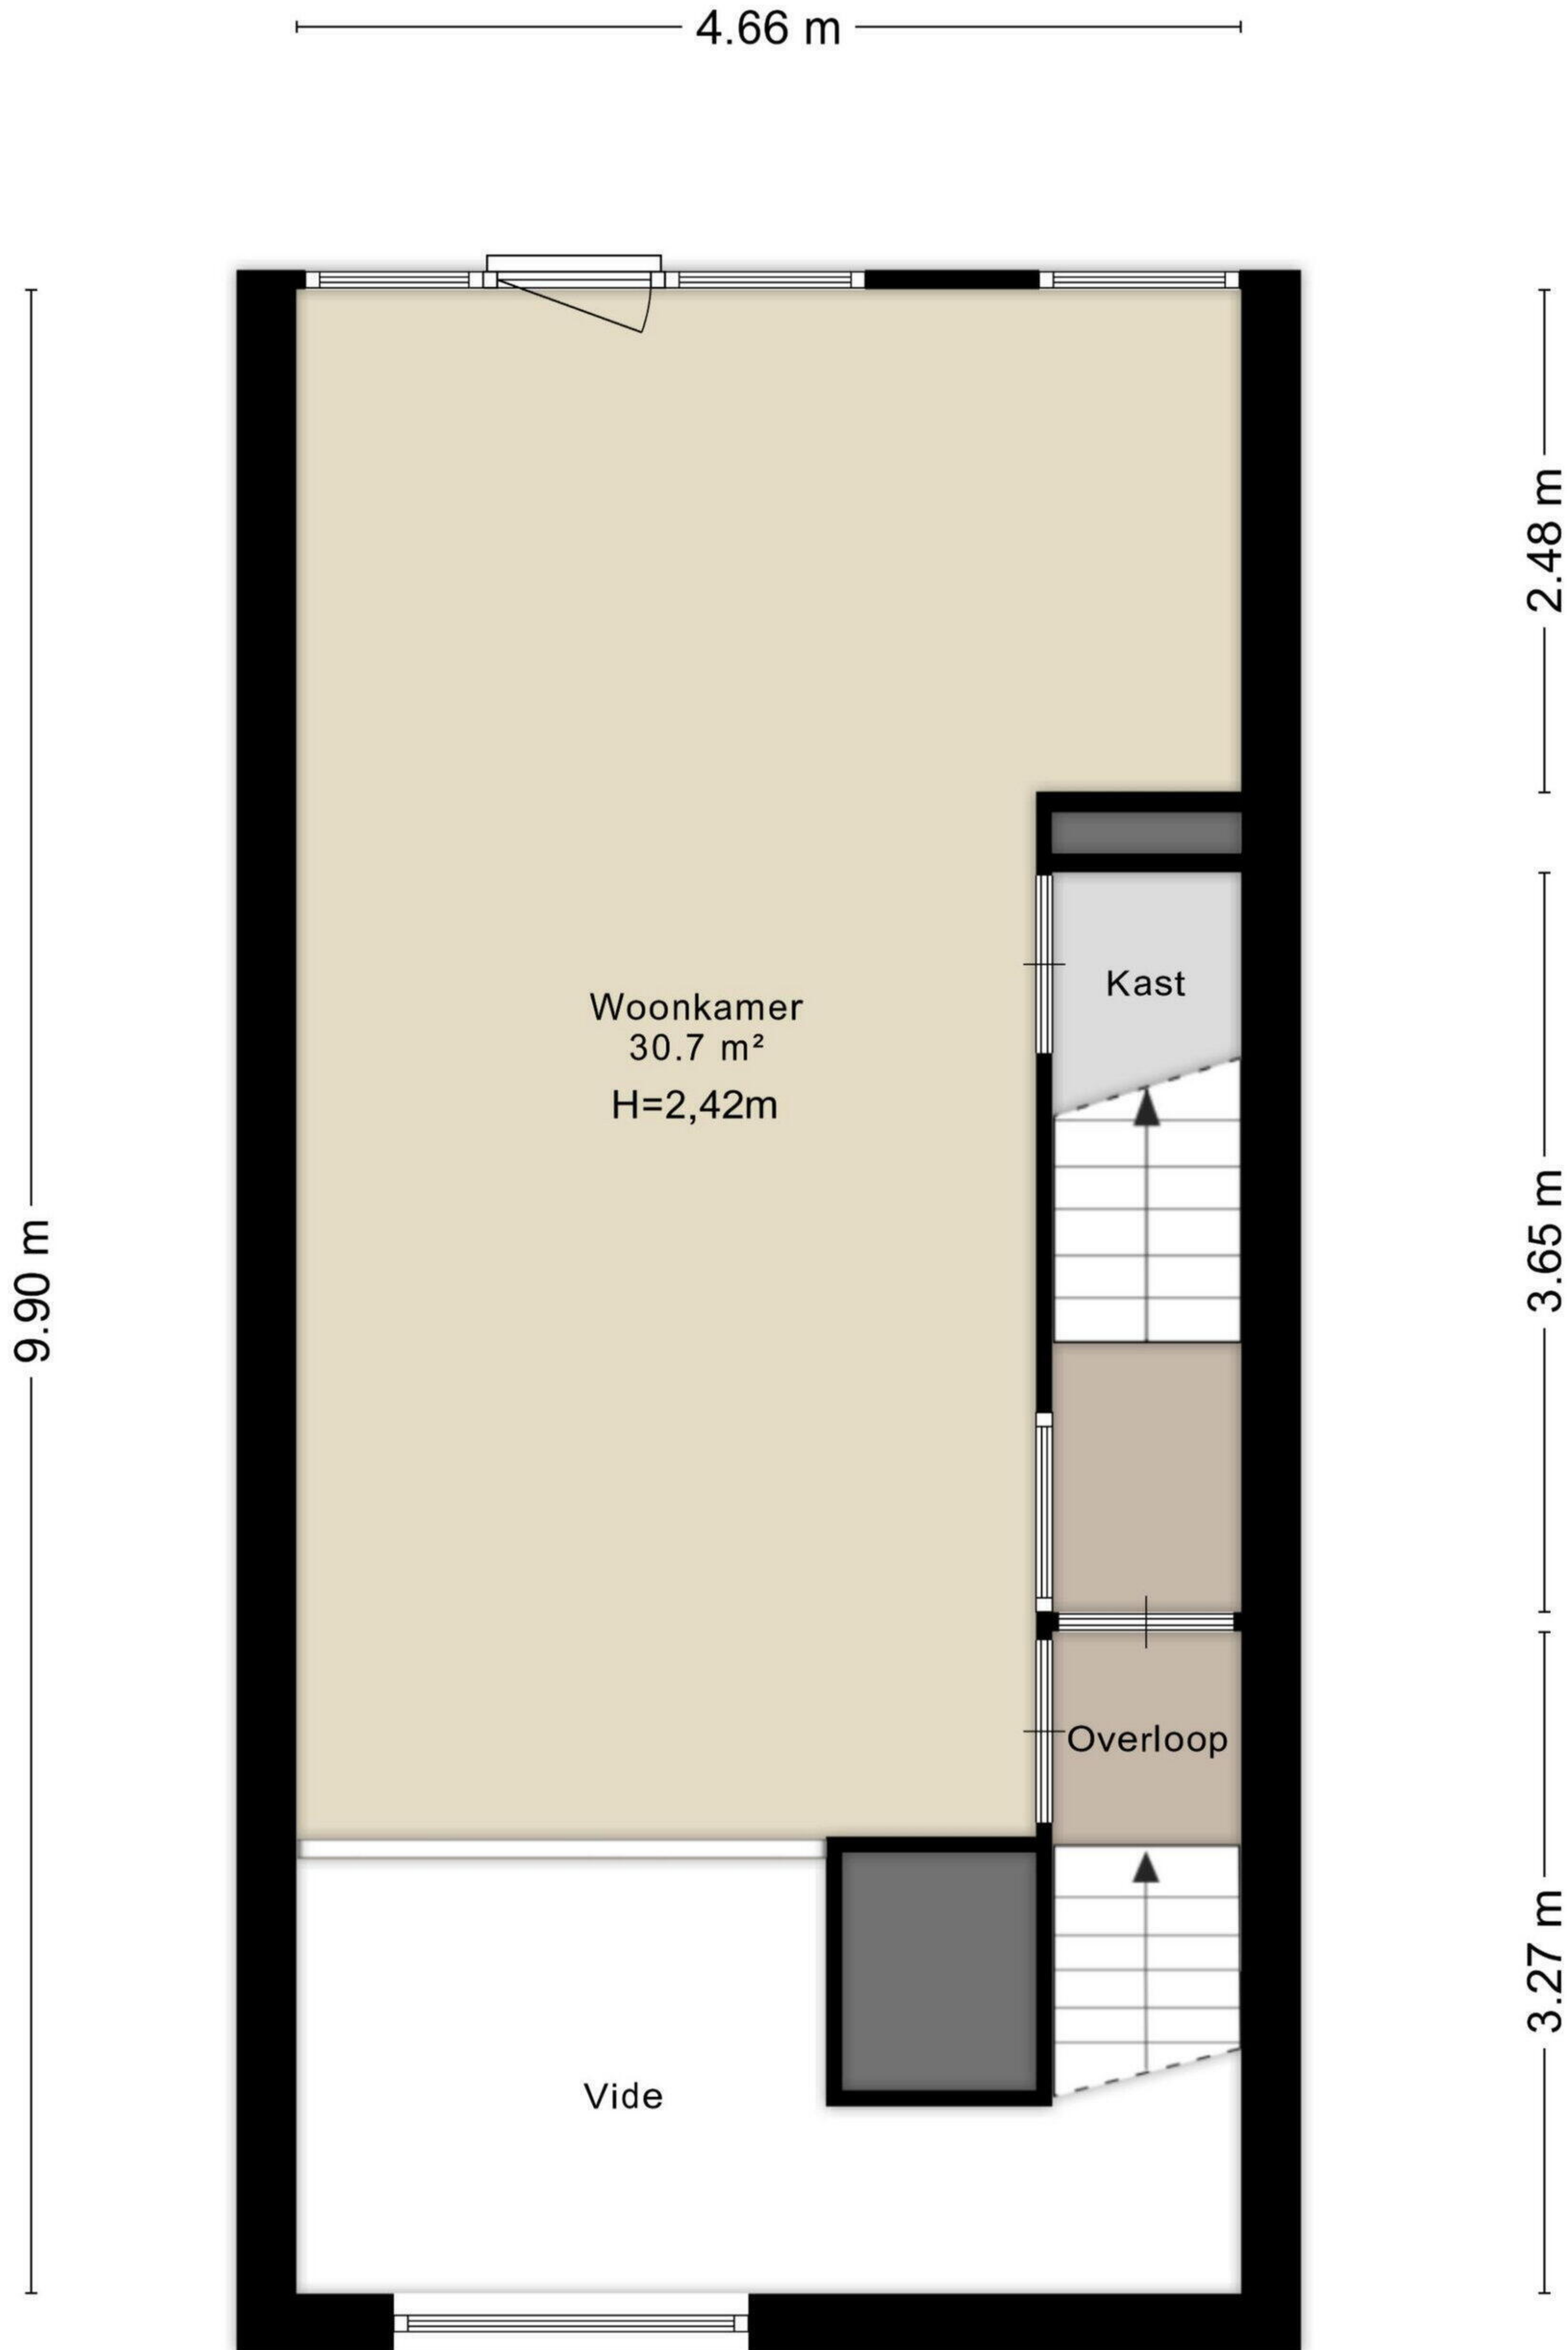 4.66 m
2.48 m
Kast
Woonkamer
30.7 m²
H=2,42m
9.90 m
3.65 m
Overloop
3.27 m
Vide